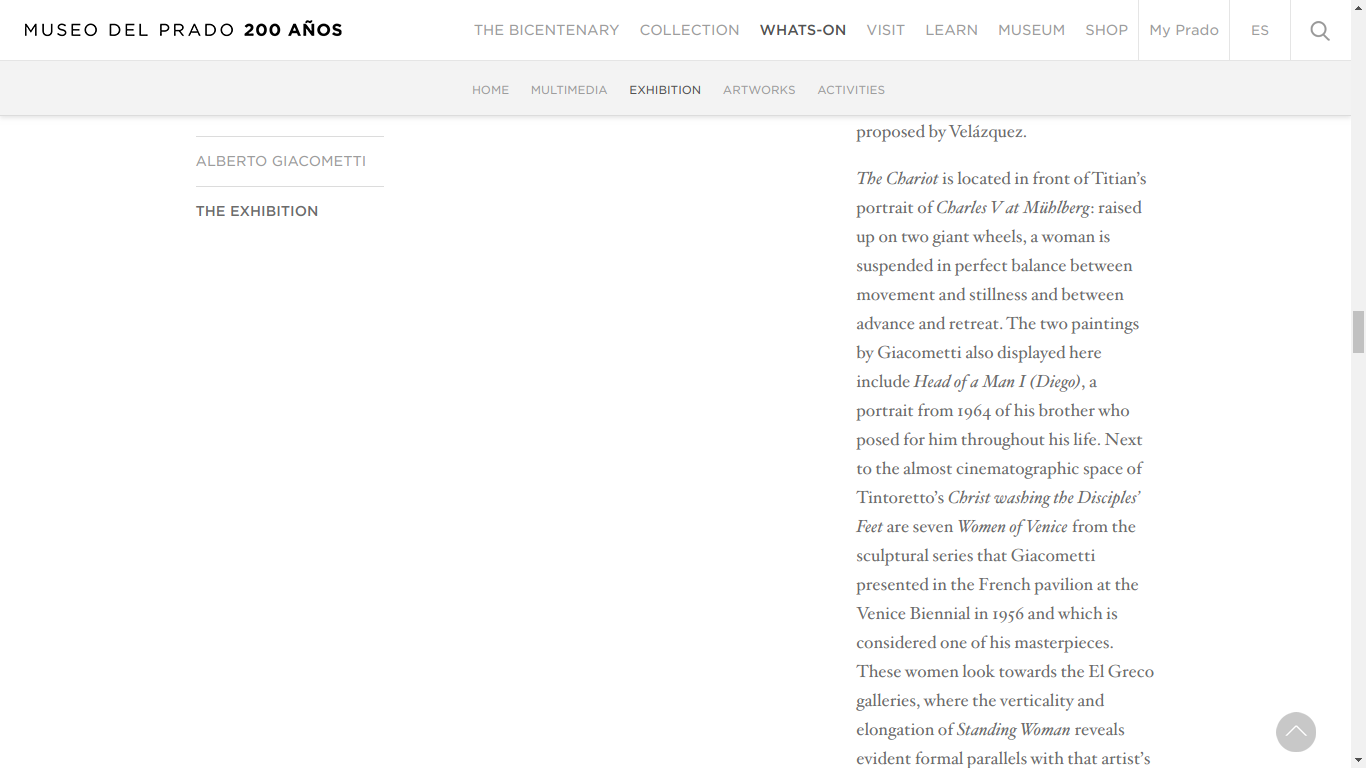 MUSEO DEL PRADO 200 AÑOS
THE BICENTENARY COLLECTION WHATS-ON VISIT LEARN MUSEUM SHOP My Prado ES
HOME MULTIMEDIA EXHIBITION ARTWORKS ACTIVITIES
ALBERTO GIACOMETTI
THE EXHIBITION
proposed by Velázquez.
The Chariot is located in front of Titian’s
portrait of Charles V at Mühlberg: raised
up on two giant wheels, a woman is
suspended in perfect balance between
movement and stillness and between
advance and retreat. The two paintings
by Giacometti also displayed here
include Head of a Man I (Diego), a
portrait from 1964 of his brother who
posed for him throughout his life. Next
to the almost cinematographic space of
Tintoretto’s Christ washing the Disciples’
Feet are seven Women of Venice from the
sculptural series that Giacometti
presented in the French pavilion at the
Venice Biennial in 1956 and which is
considered one of his masterpieces.
These women look towards the El Greco
galleries, where the verticality and
elongation of Standing Woman reveals
evident formal parallels with that artist’s